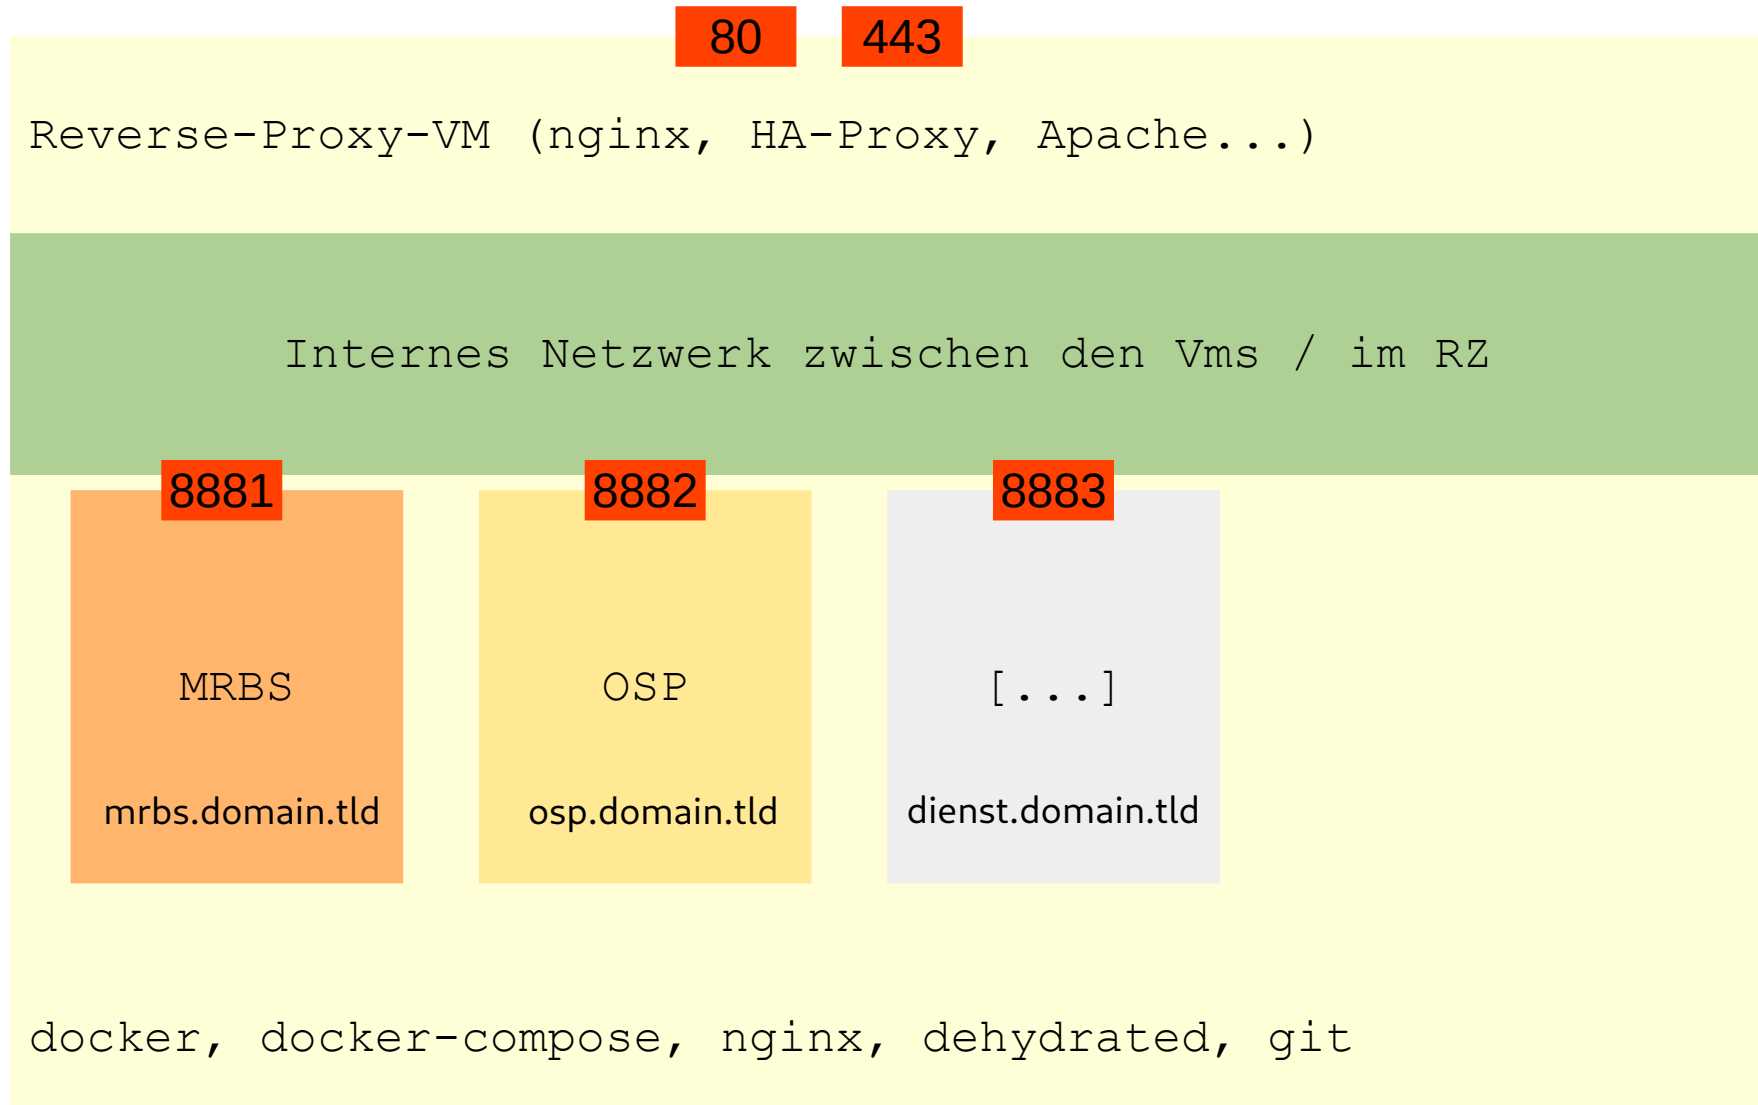 80 443
Reverse-Proxy-VM (nginx, HA-Proxy, Apache...)
Internes Netzwerk zwischen den Vms / im RZ
8881 8882 8883
MRBS OSP [...]
mrbs.domain.tld osp.domain.tld dienst.domain.tld
docker, docker-compose, nginx, dehydrated, git